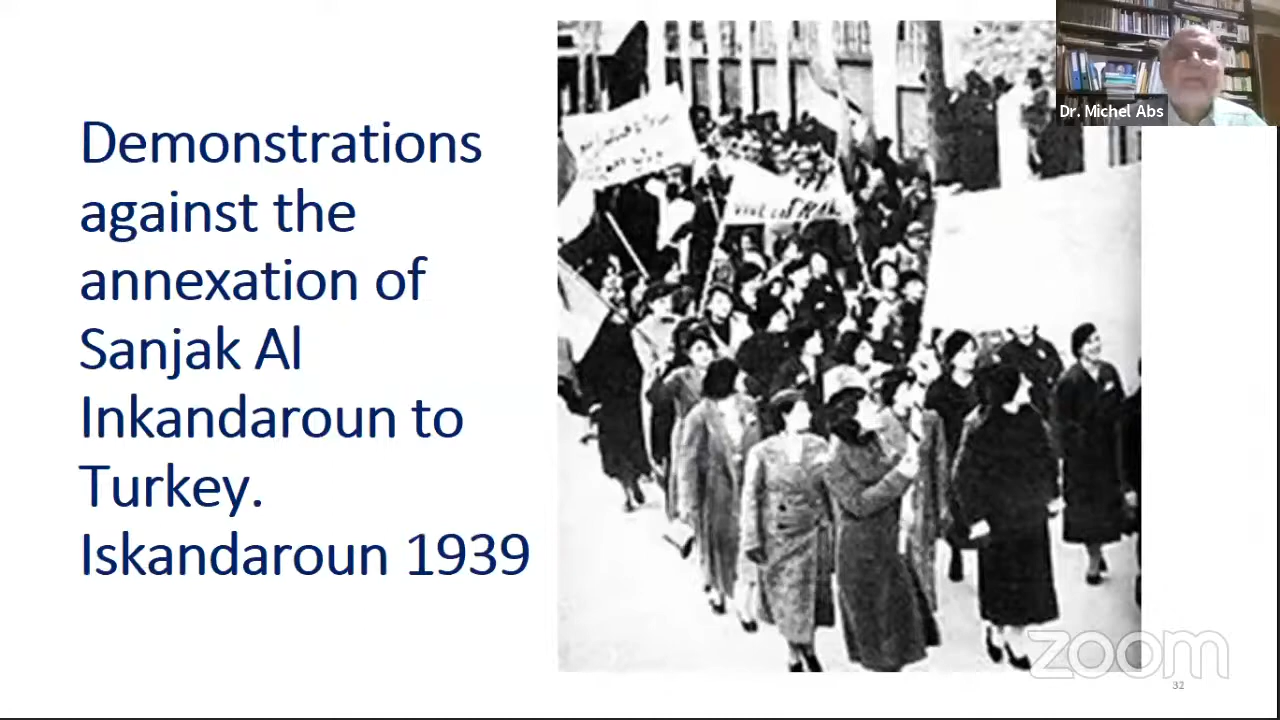 Demonstrations
against the
annexation of
Sanjak Al
Inkandaroun to
Turkey.
Iskandaroun 1939
Dr. Michel Abs
zoom
32